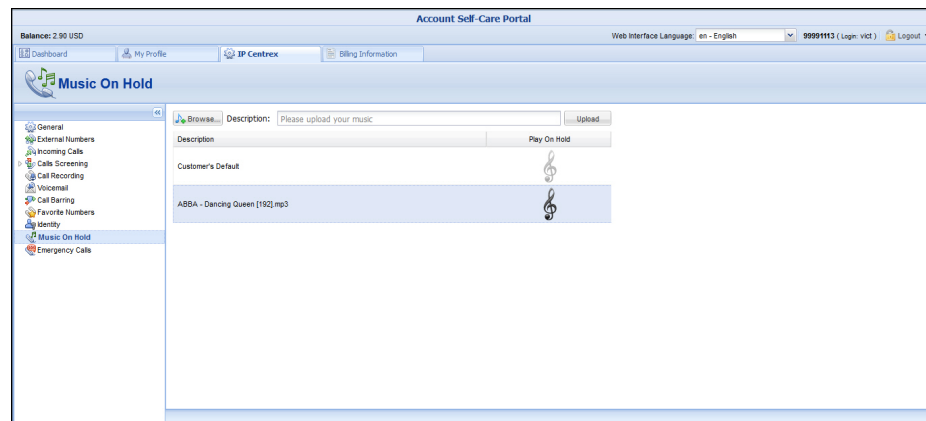 Account Self-Care Portal
Balance: 2.90 USD
Web Interface Language: en - English
99991113 ( Login: vict ) Logout
Dashboard
My Profile
IP Centrex
Billing Information
Music On Hold
General
External Numbers
Incoming Calls
Calls Screening
Call Recording
Voicemail
Call Barring
Favorite Numbers
Identity
Music On Hold
Emergency Calls
Browse... Description: Please upload your music Upload
Description Play On Hold
Customer's Default
ABBA - Dancing Queen [192].mp3